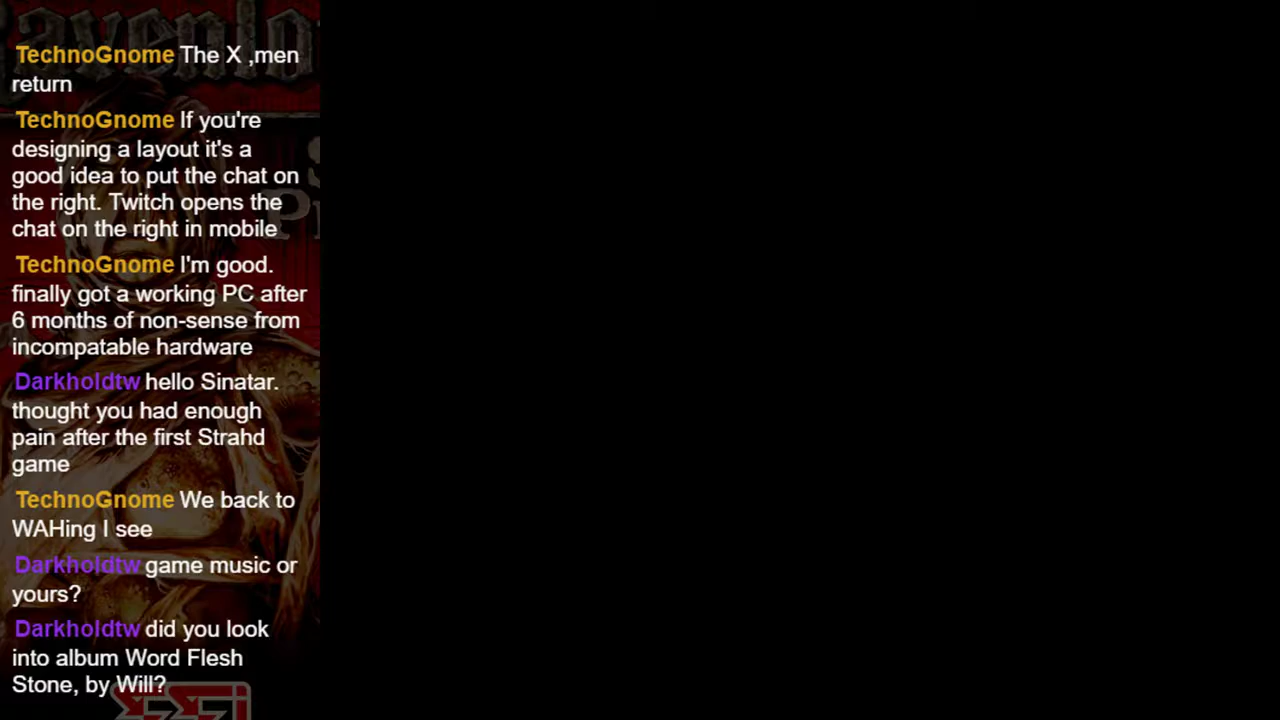 TechnoGnome The X ,men
return
TechnoGnome If you're
designing a layout it's a
good idea to put the chat on
the right. Twitch opens the
chat on the right in mobile
TechnoGnome I'm good.
finally got a working PC after
6 months of non-sense from
incompatable hardware
Darkholdtw hello Sinatar.
thought you had enough
pain after the first Strahd
game
TechnoGnome We back to
WAHing I see
Darkholdtw game music or
yours?
Darkholdtw did you look
into album Word Flesh
Stone, by Will?